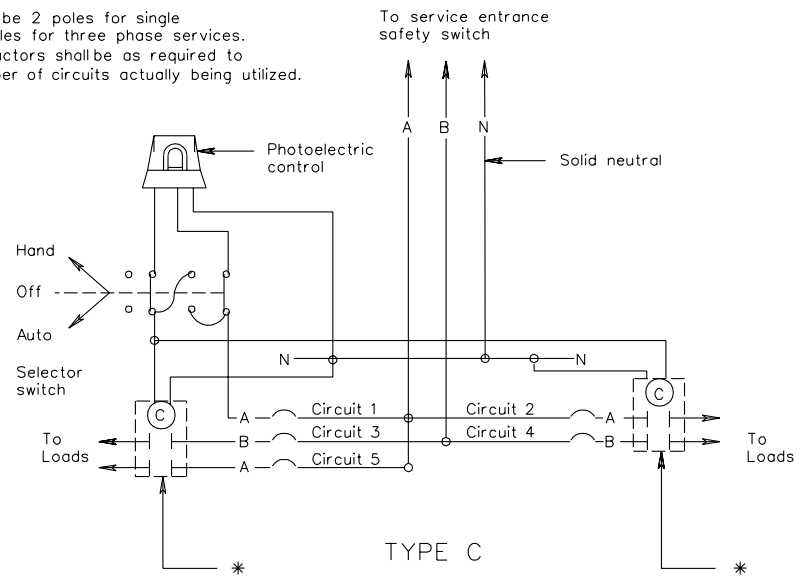 be 2 poles for single
les for three phase services.
actors shall be as required to
er of circuits actually being utilized.
To service entrance
safety switch
A B N
Photoelectric
control
Solid neutral
Hand
Off
Auto
Selector
switch
N N
C C
A Circuit 1 Circuit 2 A
B Circuit 3 Circuit 4 B
A Circuit 5
To
Loads
To
Loads
TYPE C
* *